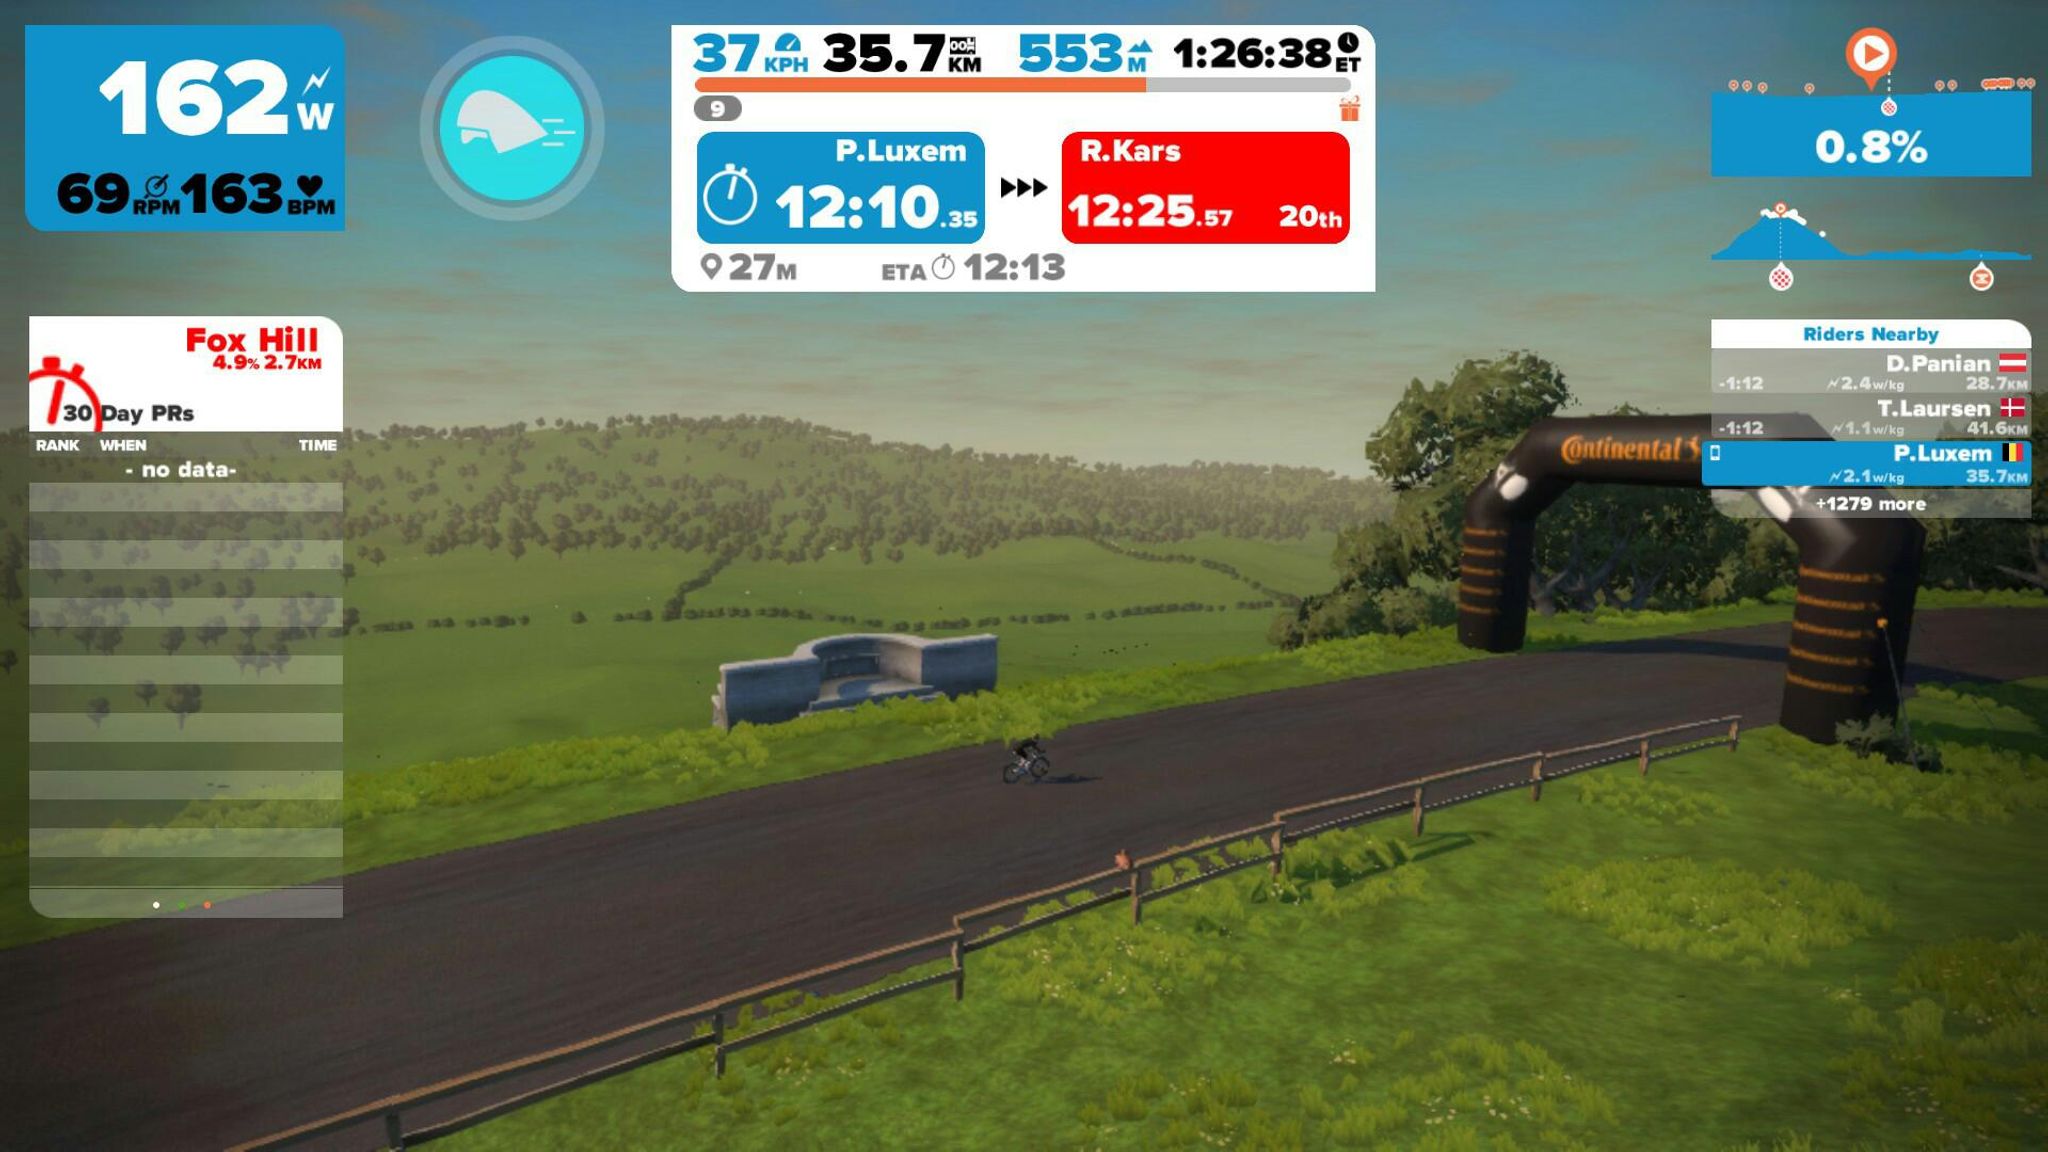 162 W
69 RPM 163 BPM
37 KPH 35.7 KM 553 M 1:26:38 ET
9
P.Luxem
12:10.35
R.Kars
12:25.57 20th
27M ETA 12:13
0.8%
Fox Hill
4.9% 2.7KM
30 Day PRs
RANK WHEN TIME
- no data-
Riders Nearby
D.Panian
-1:12 2.4w/kg 28.7KM
T.Laursen
-1:12 1.1w/kg 41.6KM
P.Luxem
2.1w/kg 35.7KM
+1279 more
Continental